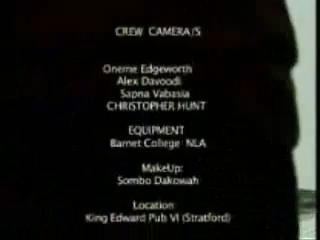 CREW CAMERA/S
Oneme Edgeworth
Alex Davoodi
Sapna Vabasia
CHRISTOPHER HUNT
EQUIPMENT
Barnet College NLA
MakeUp:
Sombo Dakowah
Location:
King Edward Pub VI (Stratford)